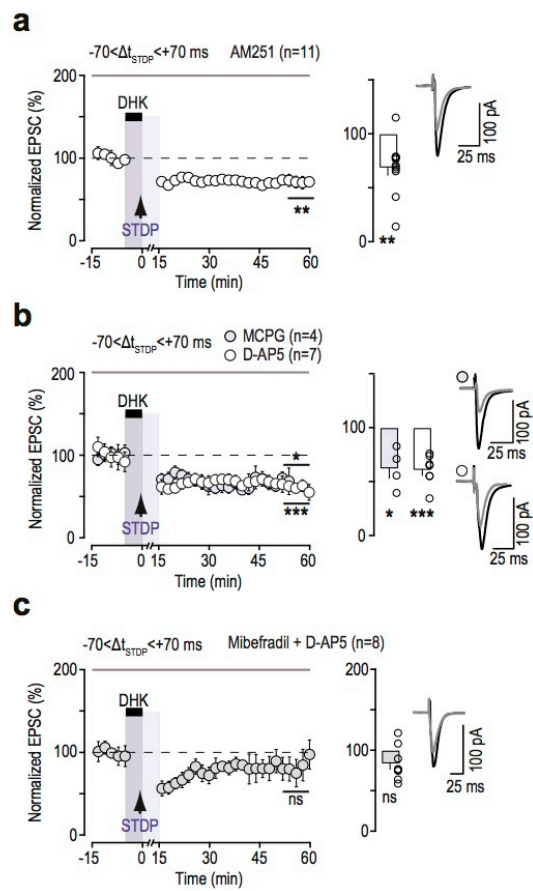 a
-70<Δt_STDP<+70 ms AM251 (n=11)
Normalized EPSC (%)
200
100
0
DHK
STDP
**
-15 0 15 30 45 60
Time (min)
100
0
**
100 pA
25 ms
b
-70<Δt_STDP<+70 ms
MCPG (n=4)
D-AP5 (n=7)
Normalized EPSC (%)
200
100
0
DHK
STDP
*
***
-15 0 15 30 45 60
Time (min)
100
50
0
* ***
100 pA
25 ms
100 pA
25 ms
c
-70<Δt_STDP<+70 ms Mibefradil + D-AP5 (n=8)
Normalized EPSC (%)
200
100
0
DHK
STDP
ns
-15 0 15 30 45 60
Time (min)
200
100
0
ns
100 pA
25 ms